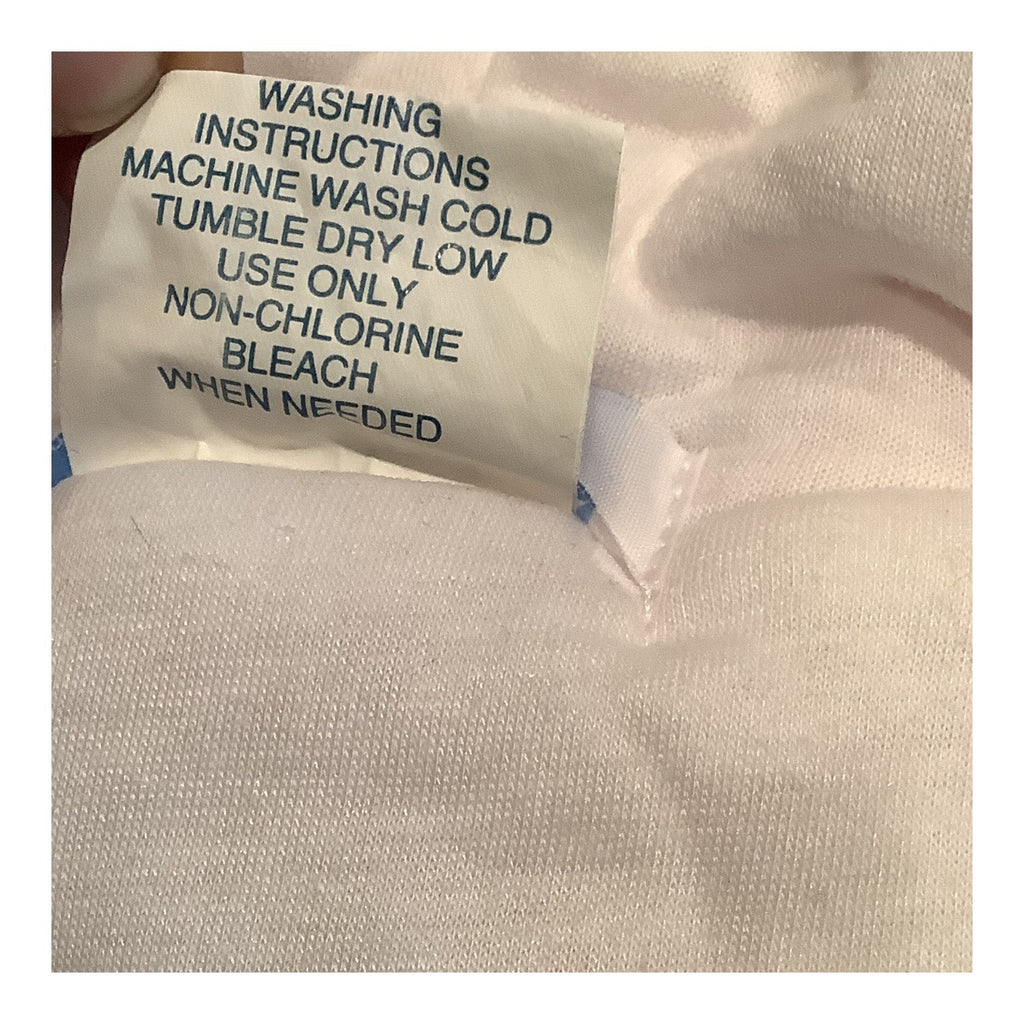 WASHING
INSTRUCTIONS
MACHINE WASH COLD
TUMBLE DRY LOW
USE ONLY
NON-CHLORINE
BLEACH
WHEN NEEDED